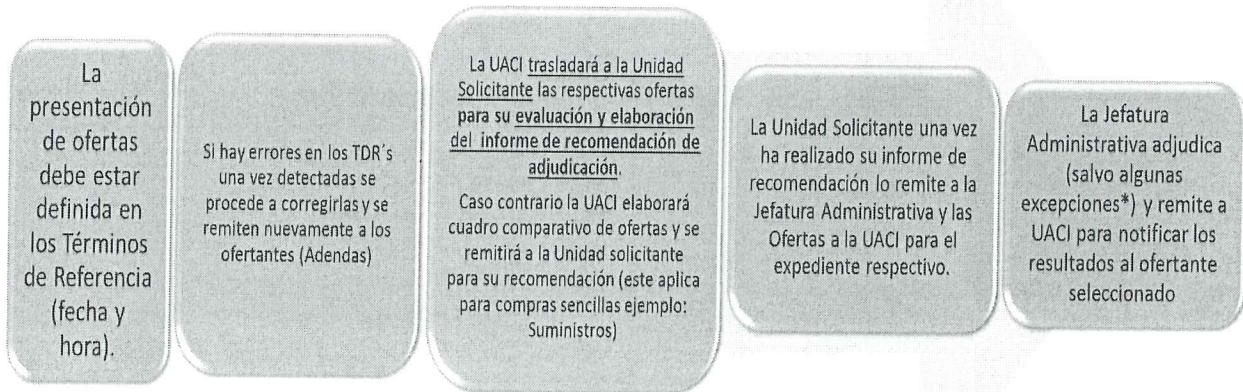 La
presentación
de ofertas
debe estar
definida en
los Términos
de Referencia
(fecha y
hora).
Si hay errores en los TDR´s
una vez detectadas se
procede a corregirlas y se
remiten nuevamente a los
ofertantes (Adendas)
La UACI trasladará a la Unidad
Solicitante las respectivas ofertas
para su evaluación y elaboración
del informe de recomendación de
adjudicación.
Caso contrario la UACI elaborará
cuadro comparativo de ofertas y se
remitirá a la Unidad solicitante
para su recomendación (este aplica
para compras sencillas ejemplo:
Suministros)
La Unidad Solicitante una vez
ha realizado su informe de
recomendación lo remite a la
Jefatura Administrativa y las
Ofertas a la UACI para el
expediente respectivo.
La Jefatura
Administrativa adjudica
(salvo algunas
excepciones*) y remite a
UACI para notificar los
resultados al ofertante
seleccionado